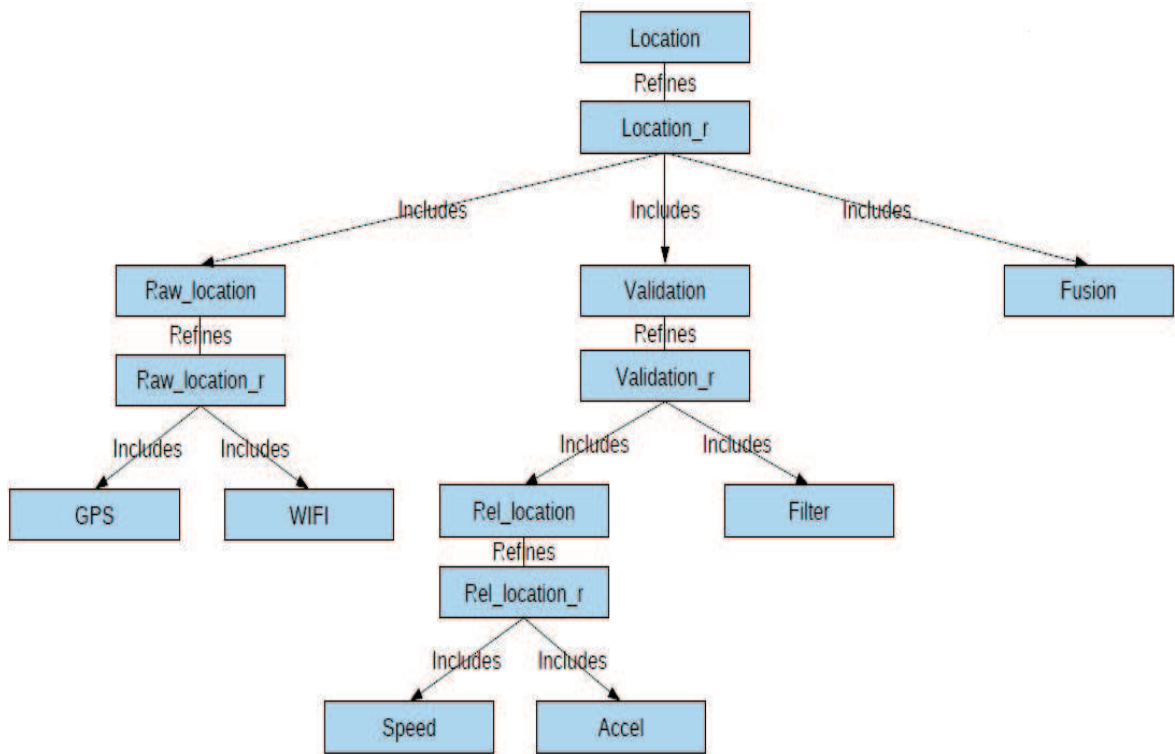 Location
Refines
Location_r
Includes Includes Includes
Raw_location Validation Fusion
Refines Refines
Raw_location_r Validation_r
Includes Includes Includes Includes
GPS WIFI Rel_location Filter
Refines
Rel_location_r
Includes Includes
Speed Accel